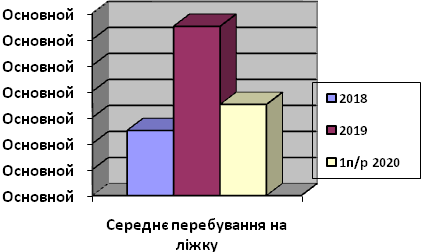 Основной
Основной
Основной
Основной
Основной
Основной
Основной
Основной
2018
2019
1п/р 2020
Середнє перебування на
ліжку